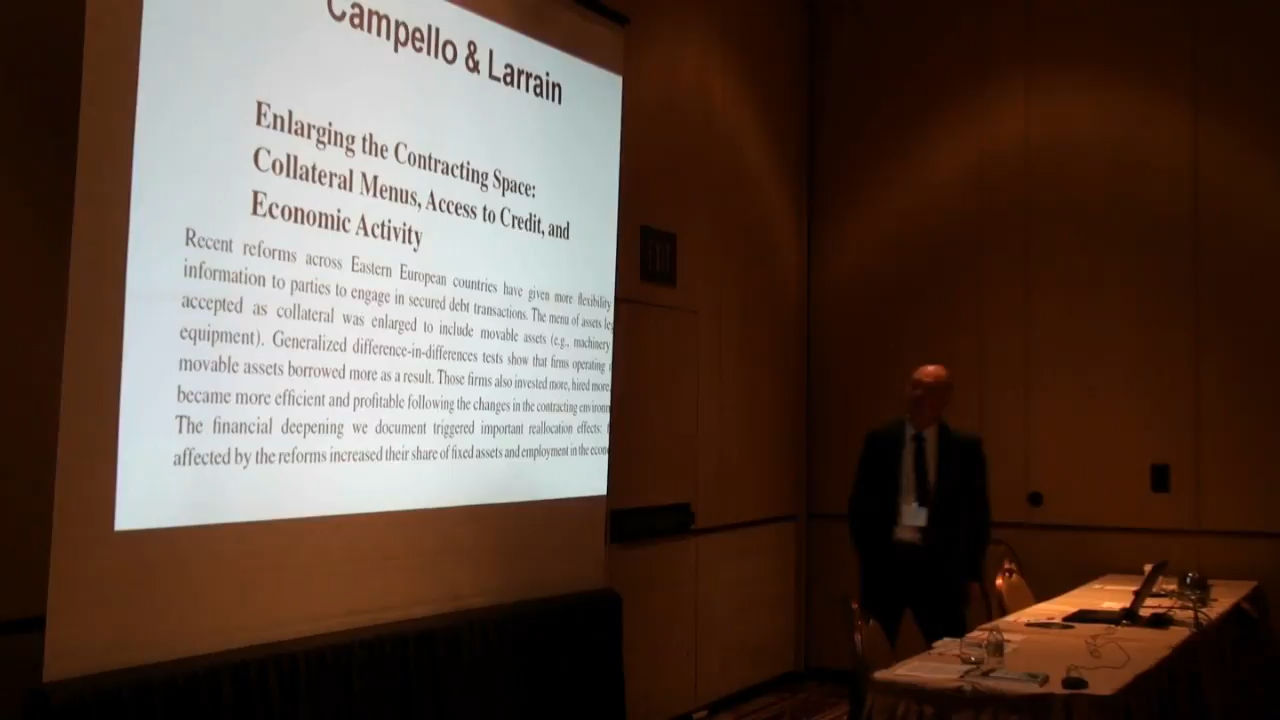 Campello & Larrain
Enlarging the Contracting Space:
Collateral Menus, Access to Credit, and
Economic Activity
Recent reforms across Eastern European countries have given more flexibility
information to parties to engage in secured debt transactions. The menu of assets
accepted as collateral was enlarged to include movable assets (e.g., machinery
equipment). Generalized difference-in-differences tests show that firms operating
movable assets borrowed more as a result. Those firms also invested more, hired more,
became more efficient and profitable following the changes in the contracting
The financial deepening we document triggered important reallocation effects:
affected by the reforms increased their share of fixed assets and employment in the